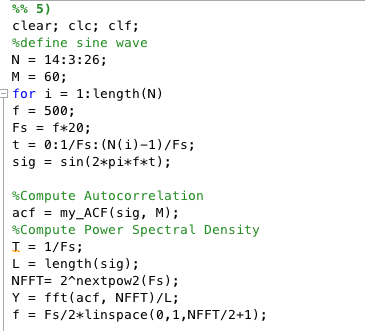 %% 5)
clear; clc; clf;
%define sine wave
N = 14:3:26;
M = 60;
for i = 1:length(N)
f = 500;
Fs = f*20;
t = 0:1/Fs:(N(i)-1)/Fs;
sig = sin(2*pi*f*t);
%Compute Autocorrelation
acf = my_ACF(sig, M);
%Compute Power Spectral Density
T = 1/Fs;
L = length(sig);
NFFT= 2^nextpow2(Fs);
Y = fft(acf, NFFT)/L;
f = Fs/2*linspace(0,1,NFFT/2+1);